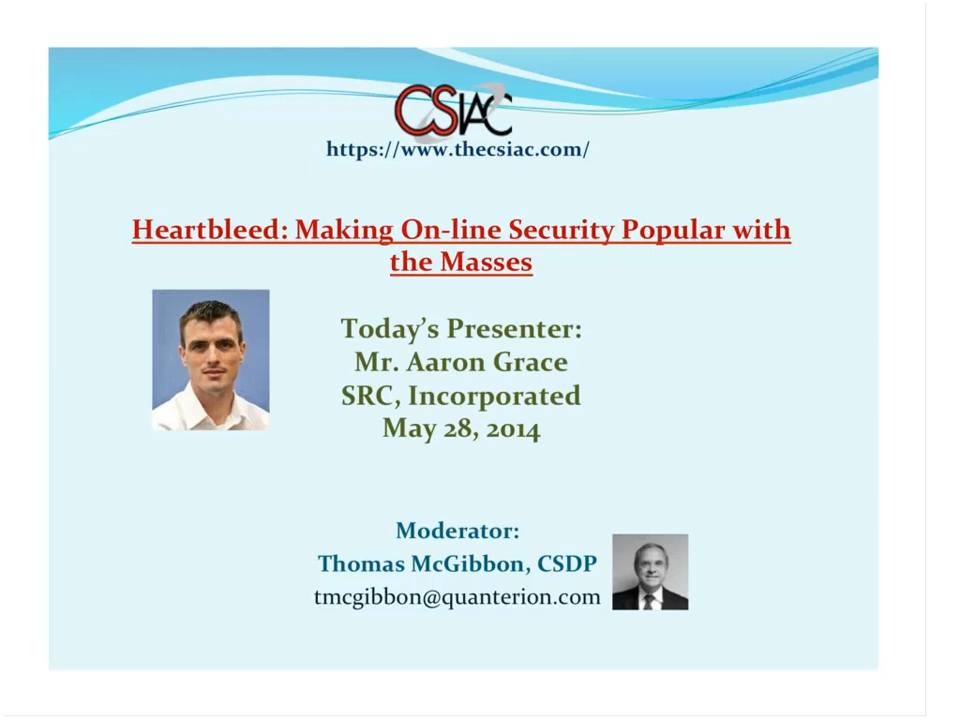 CSIAC
https://www.thecsiac.com/
Heartbleed: Making On-line Security Popular with
the Masses
Today’s Presenter:
Mr. Aaron Grace
SRC, Incorporated
May 28, 2014
Moderator:
Thomas McGibbon, CSDP
tmcgibbon@quanterion.com